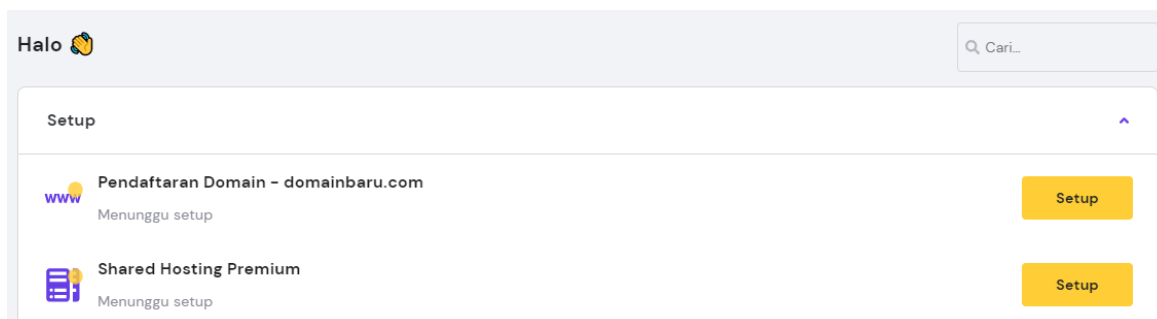 Halo
Cari...
Setup
www
Pendaftaran Domain - domainbaru.com
Menunggu setup
Setup
Shared Hosting Premium
Menunggu setup
Setup